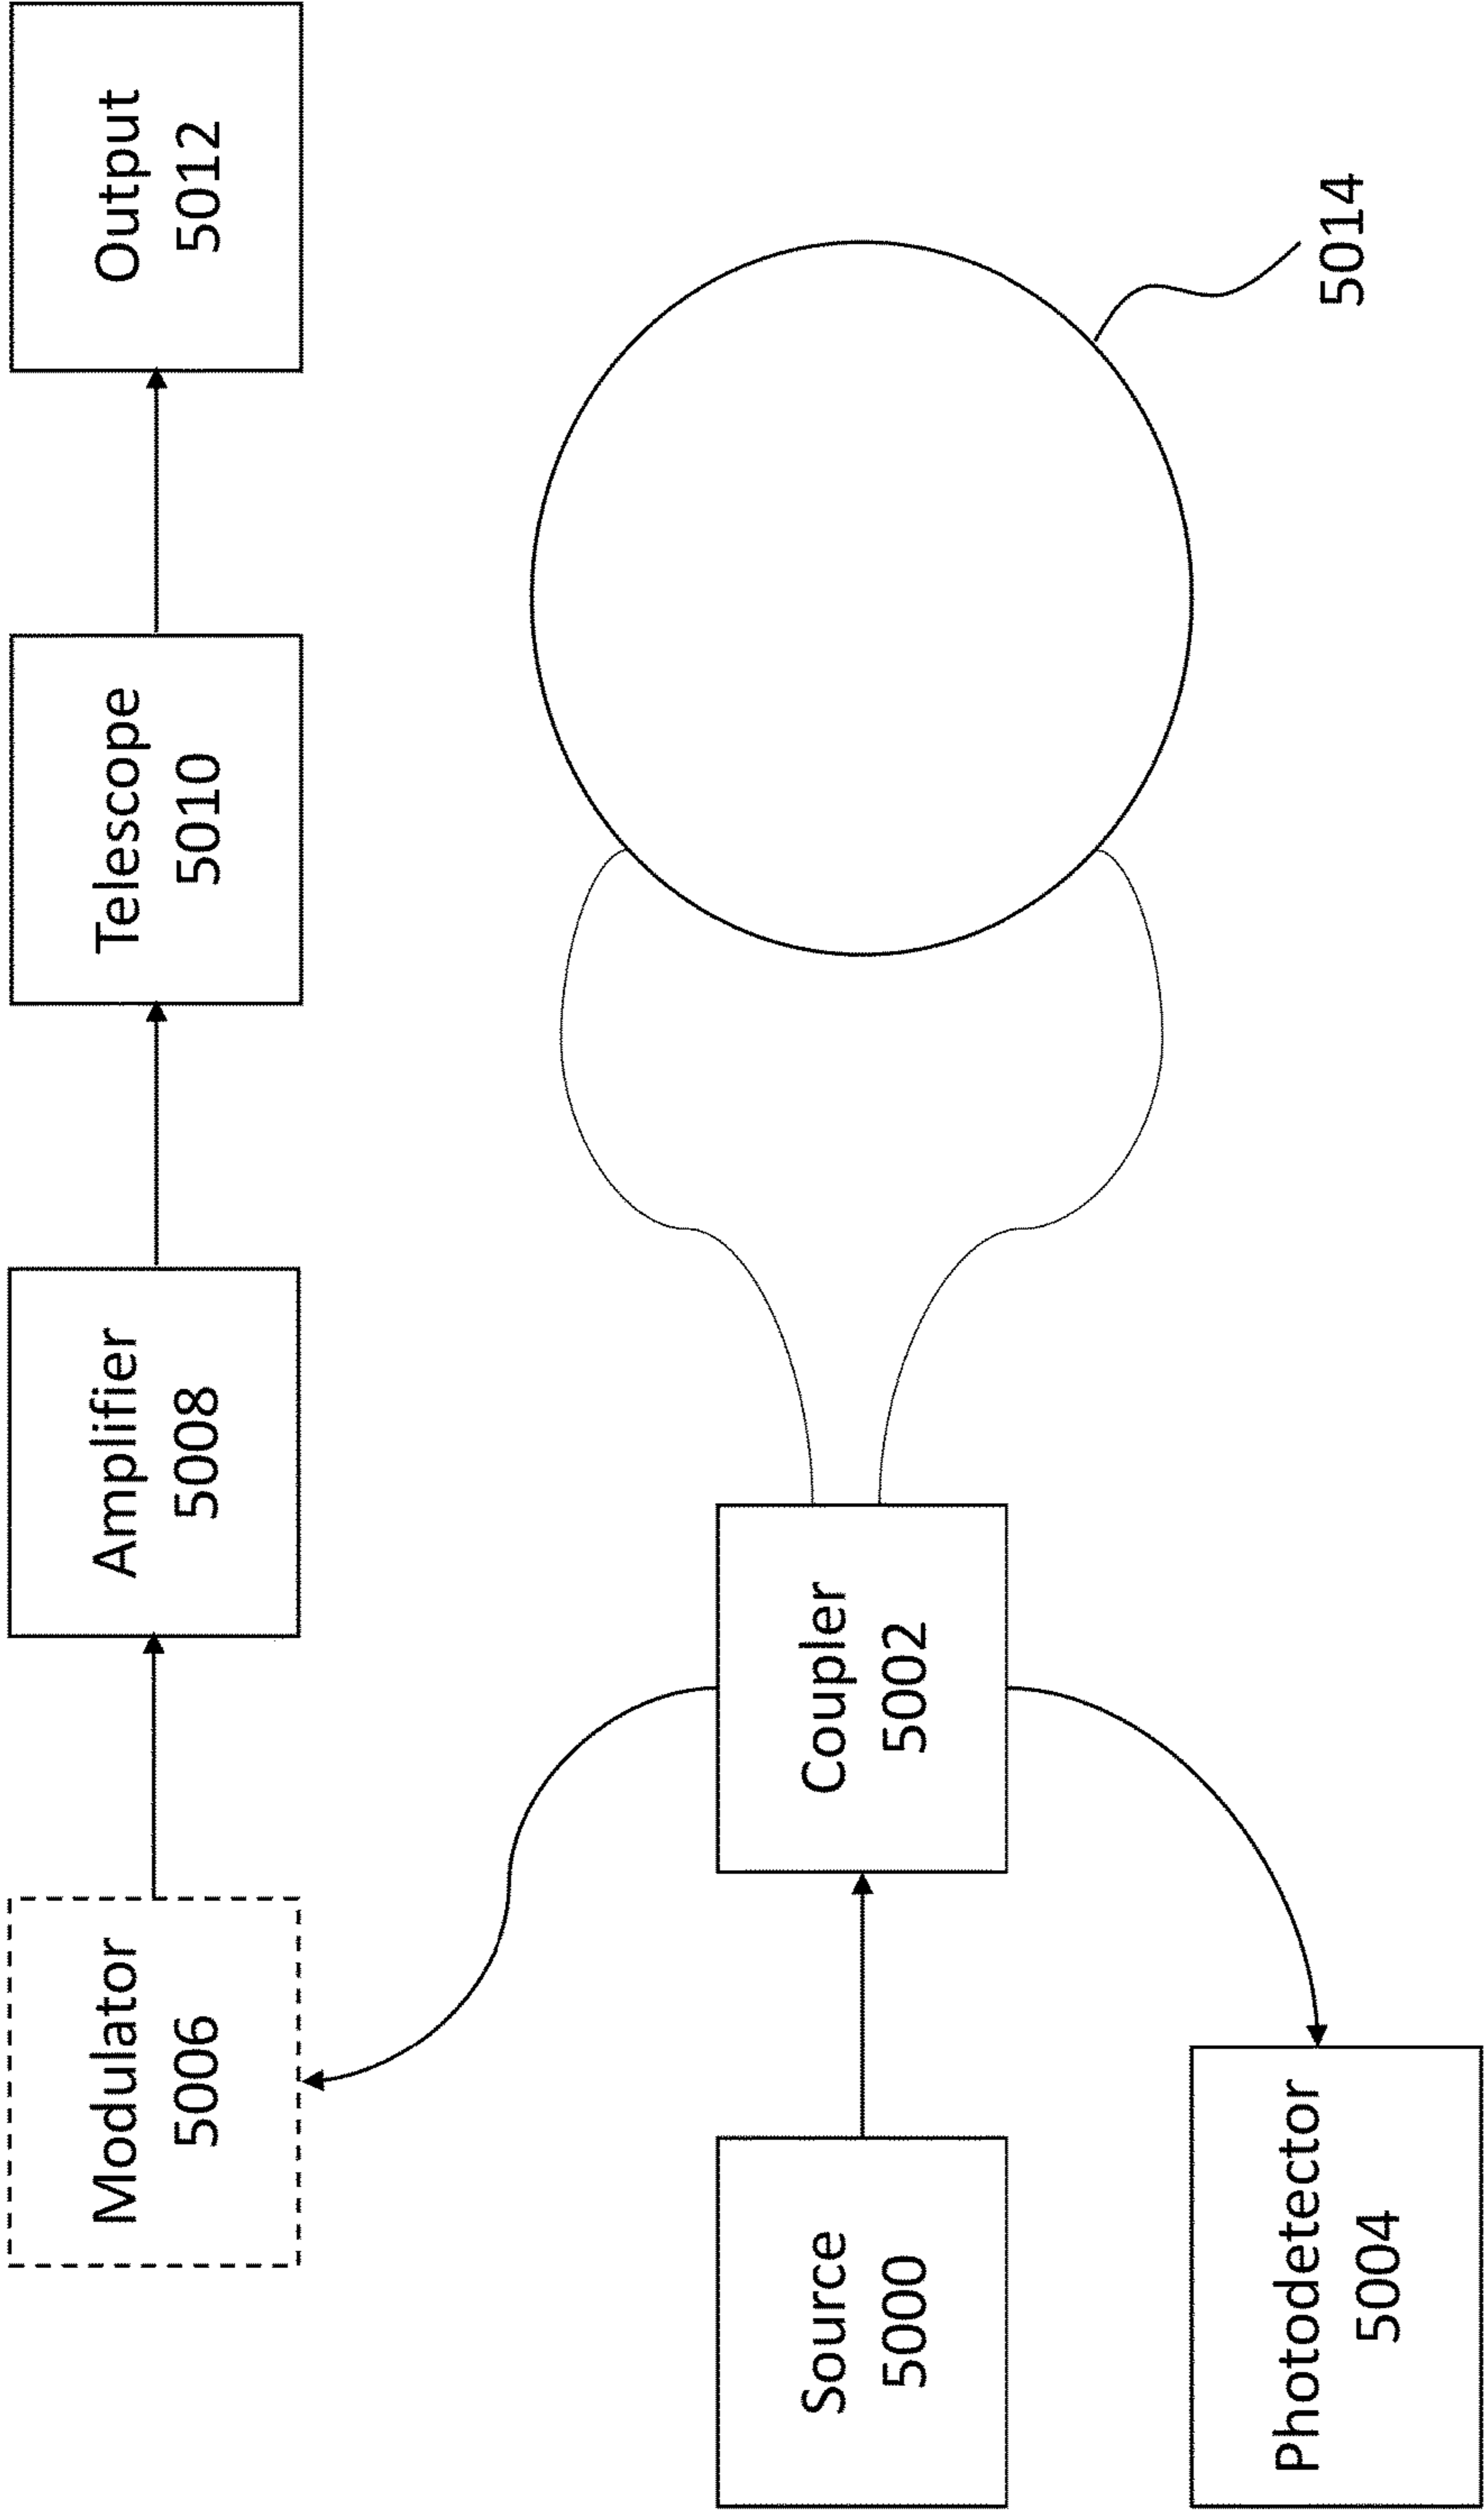 Modulator
5006
Amplifier
5008
Telescope
5010
Output
5012
Source
5000
Coupler
5002
Photodetector
5004
5014